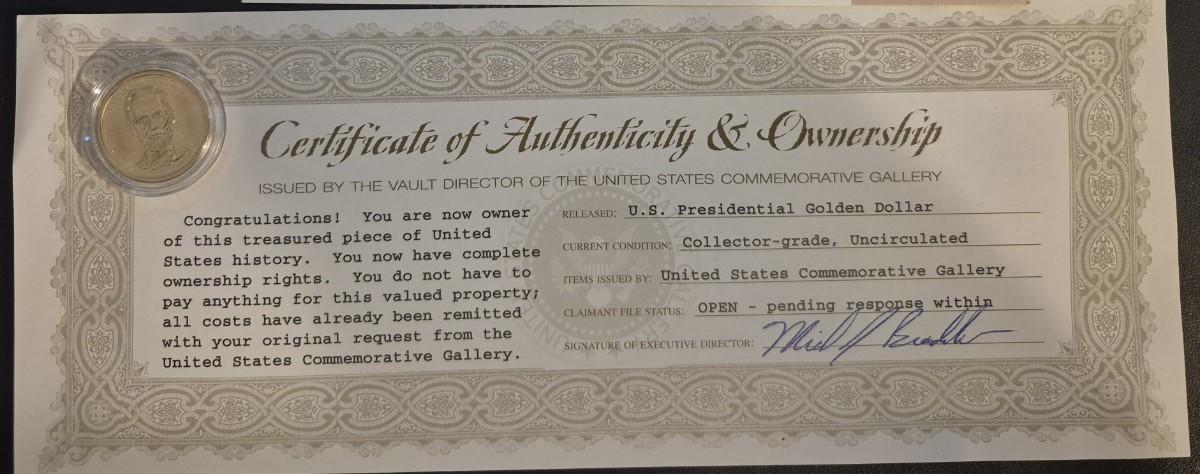 Certificate of Authenticity & Ownership
ISSUED BY THE VAULT DIRECTOR OF THE UNITED STATES COMMEMORATIVE GALLERY
Congratulations! You are now owner
of this treasured piece of United
States history. You now have complete
ownership rights. You do not have to
pay anything for this valued property;
all costs have already been remitted
with your original request from the
United States Commemorative Gallery.
RELEASED: U.S. Presidential Golden Dollar
CURRENT CONDITION: Collector-grade, Uncirculated
ITEMS ISSUED BY: United States Commemorative Gallery
CLAIMANT FILE STATUS: OPEN - pending response within
SIGNATURE OF EXECUTIVE DIRECTOR: